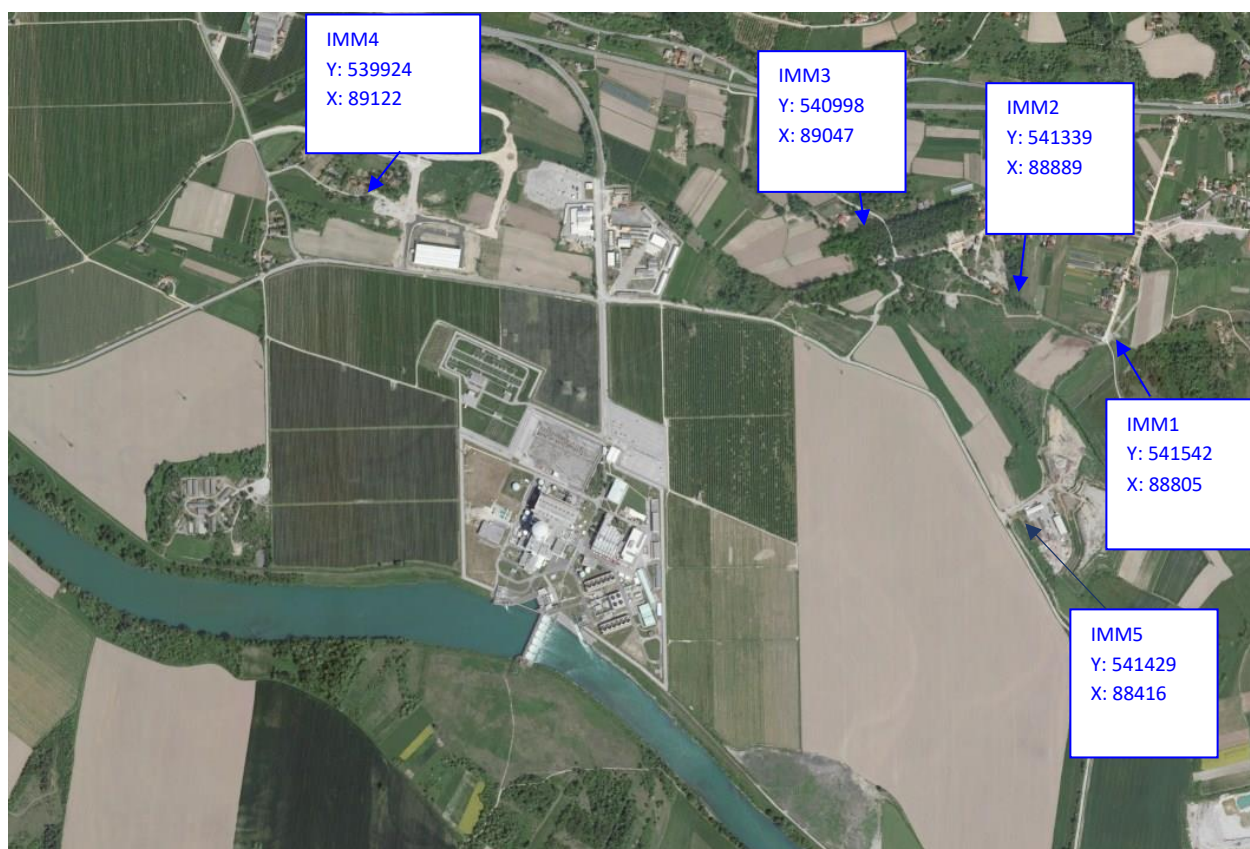 IMM4
Y: 539924
X: 89122
IMM3
Y: 540998
X: 89047
IMM2
Y: 541339
X: 88889
IMM1
Y: 541542
X: 88805
IMM5
Y: 541429
X: 88416